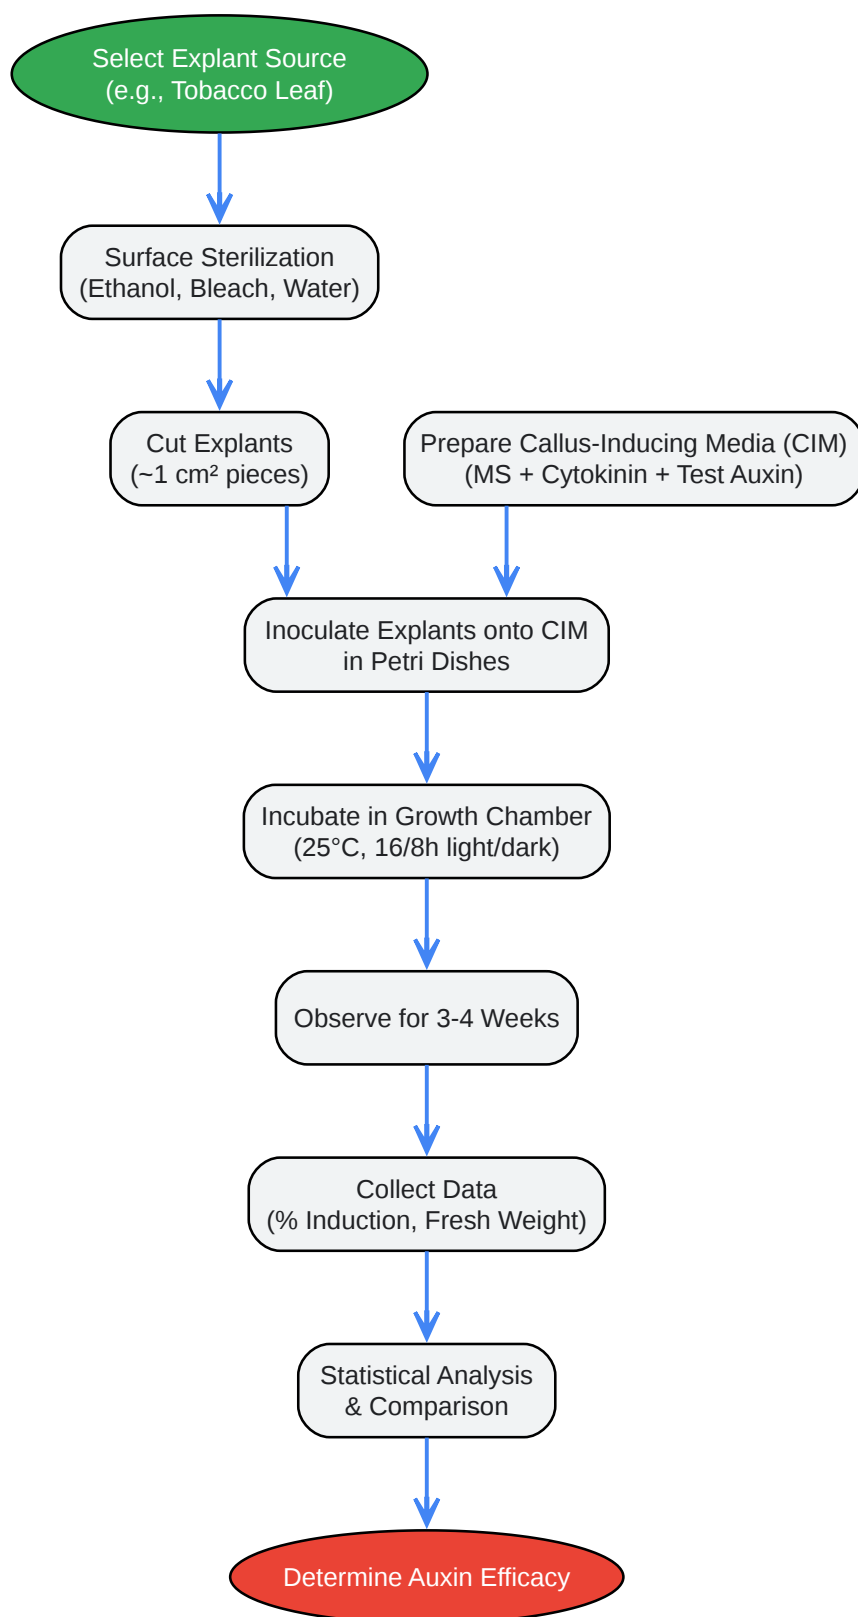 Select Explant Source
(e.g., Tobacco Leaf)
Surface Sterilization
(Ethanol, Bleach, Water)
Cut Explants
(~1 cm² pieces)
Prepare Callus-Inducing Media (CIM)
(MS + Cytokinin + Test Auxin)
Inoculate Explants onto CIM
in Petri Dishes
Incubate in Growth Chamber
(25°C, 16/8h light/dark)
Observe for 3-4 Weeks
Collect Data
(% Induction, Fresh Weight)
Statistical Analysis
& Comparison
Determine Auxin Efficacy